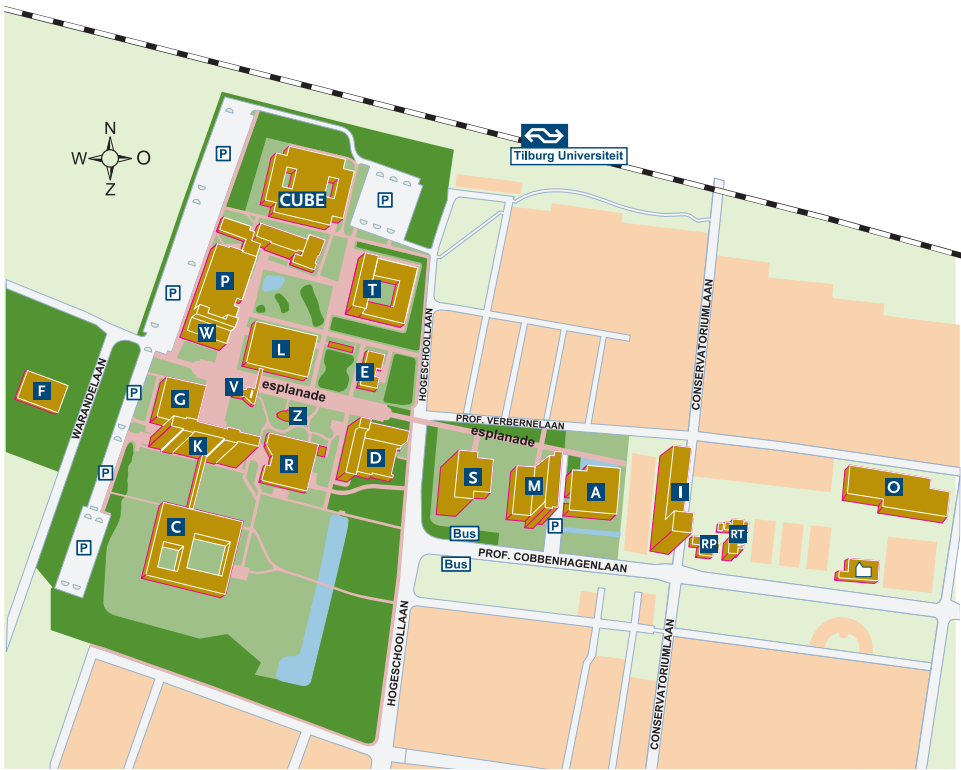 N
W O
Z
Tilburg Universiteit
P
P
CUBE
P
T
P
W
L
E
HOGESCHOOLLAAN
CONSERVATORIUMLAAN
F
WARANDELAAN
P
G
V
esplanade
Z
PROF. VERBERNELAAN
esplanade
K
R
D
P
S
M
A
I
O
C
P
P
Bus
Bus
PROF. COBBENHAGENLAAN
RP
RT
HOGESCHOOLLAAN
CONSERVATORIUMLAAN
P